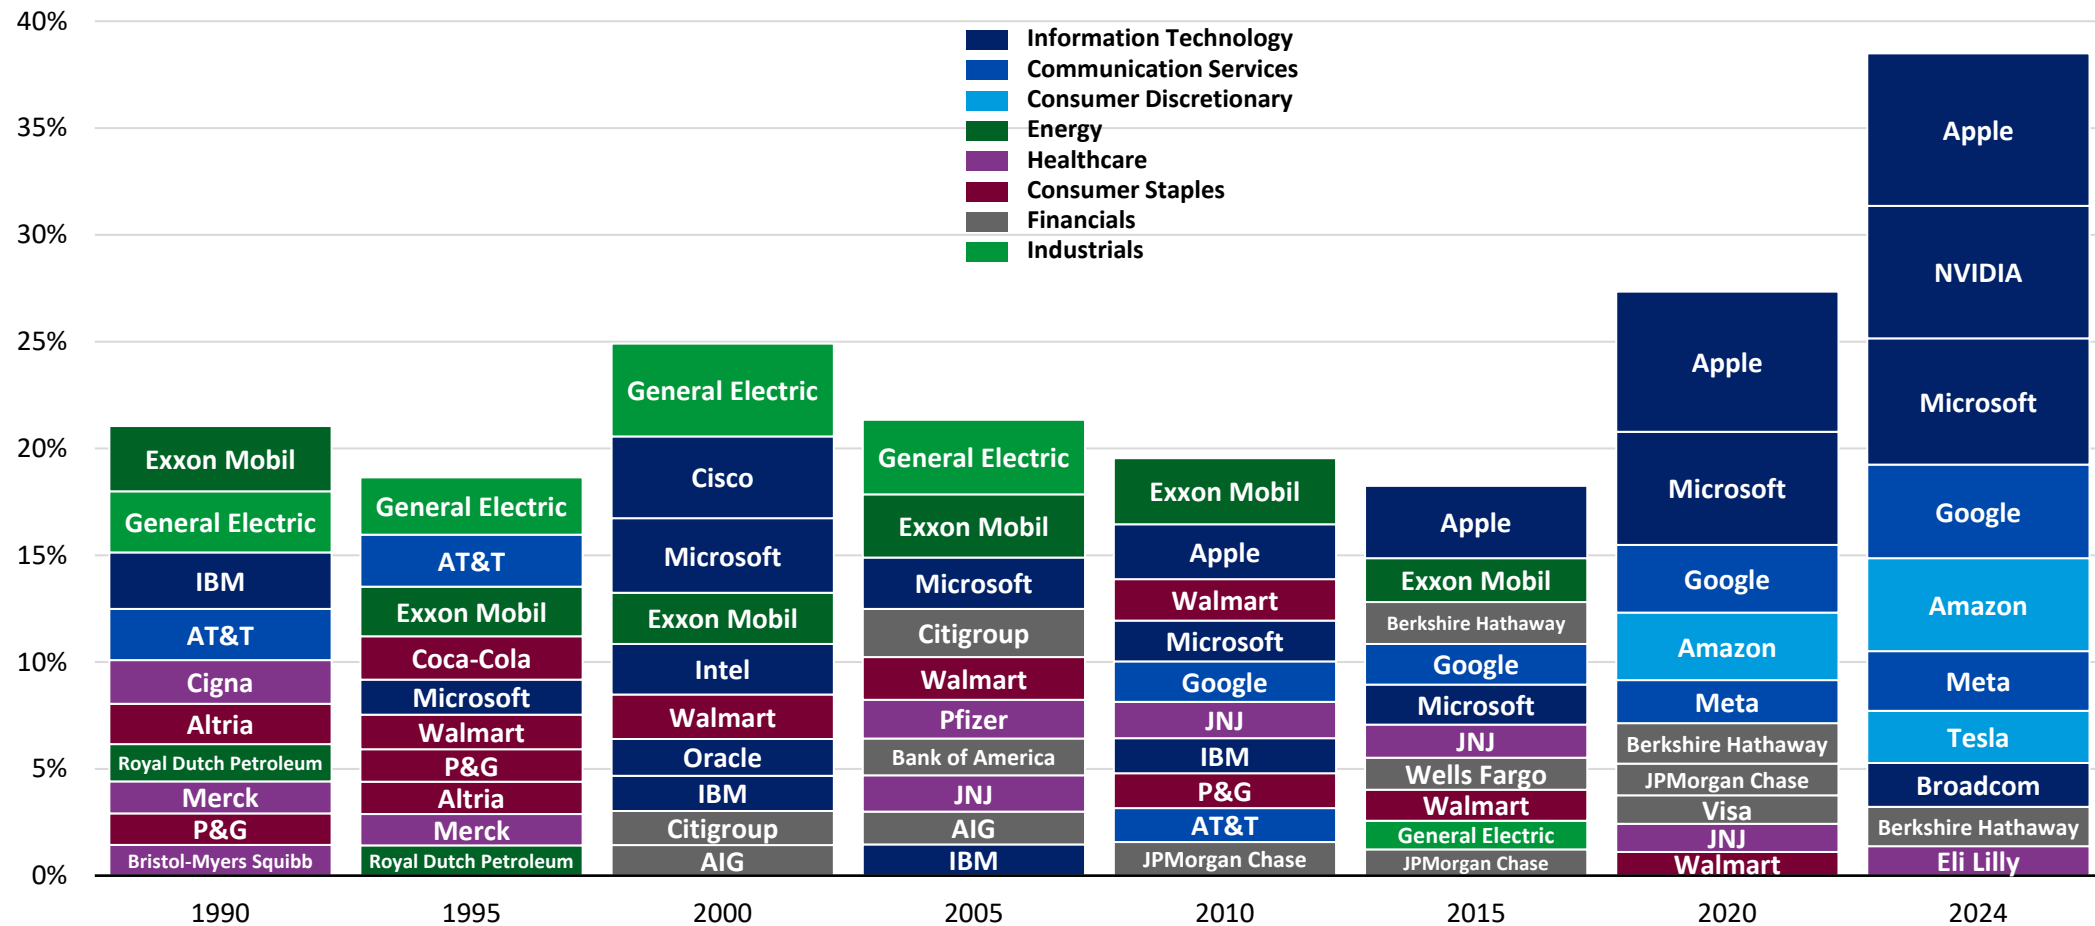 40%
35%
30%
25%
20%
15%
10%
5%
0%
Information Technology
Communication Services
Consumer Discretionary
Energy
Healthcare
Consumer Staples
Financials
Industrials
Exxon Mobil
General Electric
IBM
AT&T
Cigna
Altria
Royal Dutch Petroleum
Merck
P&G
Bristol-Myers Squibb
1990
General Electric
AT&T
Exxon Mobil
Coca-Cola
Microsoft
Walmart
P&G
Altria
Merck
Royal Dutch Petroleum
1995
General Electric
Cisco
Microsoft
Exxon Mobil
Intel
Walmart
Oracle
IBM
Citigroup
AIG
2000
General Electric
Exxon Mobil
Microsoft
Citigroup
Walmart
Pfizer
Bank of America
JNJ
AIG
IBM
2005
Exxon Mobil
Apple
Walmart
Microsoft
Google
JNJ
IBM
P&G
AT&T
JPMorgan Chase
2010
Apple
Exxon Mobil
Berkshire Hathaway
Google
Microsoft
JNJ
Wells Fargo
Walmart
General Electric
JPMorgan Chase
2015
Apple
Microsoft
Google
Amazon
Meta
Berkshire Hathaway
JPMorgan Chase
Visa
JNJ
Walmart
2020
Apple
NVIDIA
Microsoft
Google
Amazon
Meta
Tesla
Broadcom
Berkshire Hathaway
Eli Lilly
2024